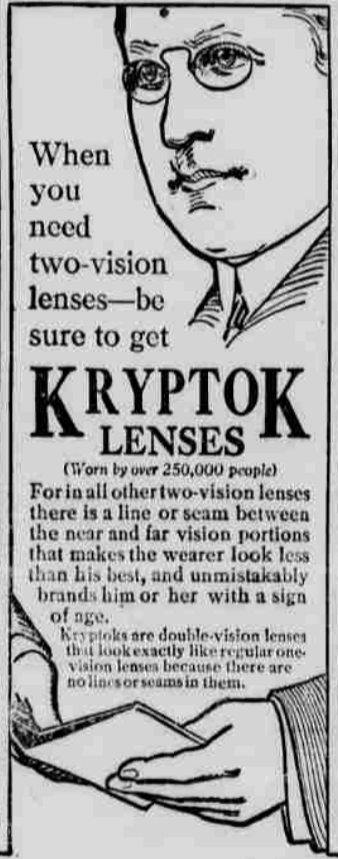 When
you
need
two-vision
lenses—be
sure to get
KRYPTOK
LENSES
(Worn by over 250,000 people)
For in all other two-vision lenses
there is a line or seam between
the near and far vision portions
that makes the wearer look less
than his best, and unmistakably
brands him or her with a sign
of age.
Kryptoks are double-vision lenses
that look exactly like regular one-
vision lenses because there are
no lines or seams in them.